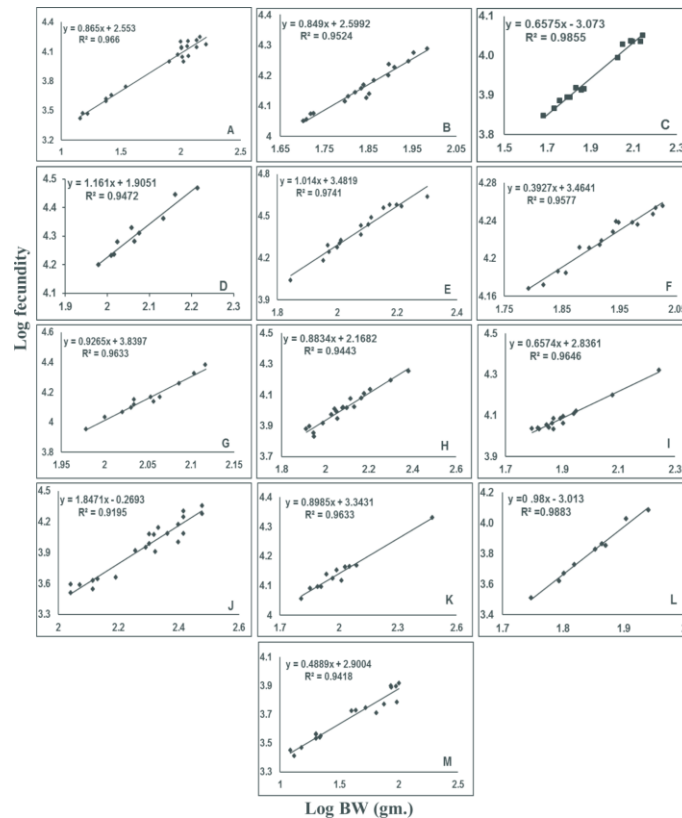 y = 0.865x + 2.553
R² = 0.966
4.4
4.1
3.8
3.5
3.2
1 1.5 2 2.5
A
y = 0.849x + 2.5992
R² = 0.9524
4.4
4.3
4.2
4.1
4
1.6 1.7 1.8 1.9 2
B
y = 0.6575x - 3.073
R² = 0.9855
4.1
4.0
3.9
3.8
1.5 1.7 1.9 2.1 2.3
C
y = 1.161x + 1.9051
R² = 0.9472
4.5
4.4
4.3
4.2
4.1
1.9 2 2.1 2.2 2.3
D
y = 1.014x + 3.4819
R² = 0.9741
4.8
4.5
4.2
3.9
1.8 2 2.2 2.4
E
y = 0.3927x + 3.4641
R² = 0.9577
4.28
4.24
4.2
4.16
1.75 1.8 1.85 1.9 1.95 2 2.05
F
Log fecundity
y = 0.9265x + 3.8397
R² = 0.9633
4.6
4.4
4.2
4
3.8
1.95 2 2.05 2.1 2.15
G
y = 0.8834x + 2.1682
R² = 0.9443
4.5
4.3
4.1
3.9
3.7
1.8 2 2.2 2.4 2.6
H
y = 0.6574x + 2.8361
R² = 0.9646
4.5
4.3
4.1
3.9
1.7 1.9 2.1 2.3
I
y = 1.8471x - 0.2693
R² = 0.9195
4.5
4.2
3.9
3.6
3.3
2 2.2 2.4 2.6
J
y = 0.8985x + 3.3431
R² = 0.9633
4.4
4.3
4.2
4.1
4
1.7 2 2.3 2.6
K
y =0 .98x - 3.013
R² =0.9883
4.2
4
3.8
3.6
3.4
1.7 1.8 1.9 2
L
y = 0.4889x + 2.9004
R² = 0.9418
4.1
3.9
3.7
3.5
3.3
1 1.5 2 2.5
M
Log BW (gm.)